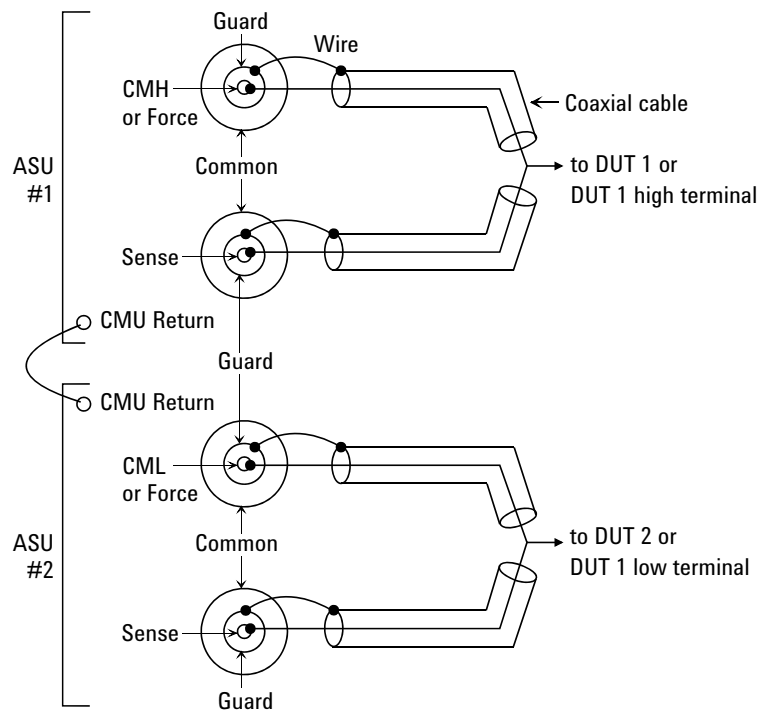 Guard
Wire
CMH
or Force
Coaxial cable
ASU
#1
Common
to DUT 1 or
DUT 1 high terminal
Sense
CMU Return
Guard
CMU Return
CML
or Force
ASU
#2
Common
to DUT 2 or
DUT 1 low terminal
Sense
Guard